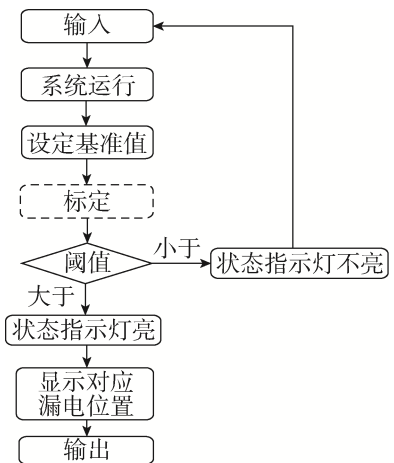 输入
系统运行
设定基准值
标定
阈值
小于
状态指示灯不亮
大于
状态指示灯亮
显示对应
漏电位置
输出